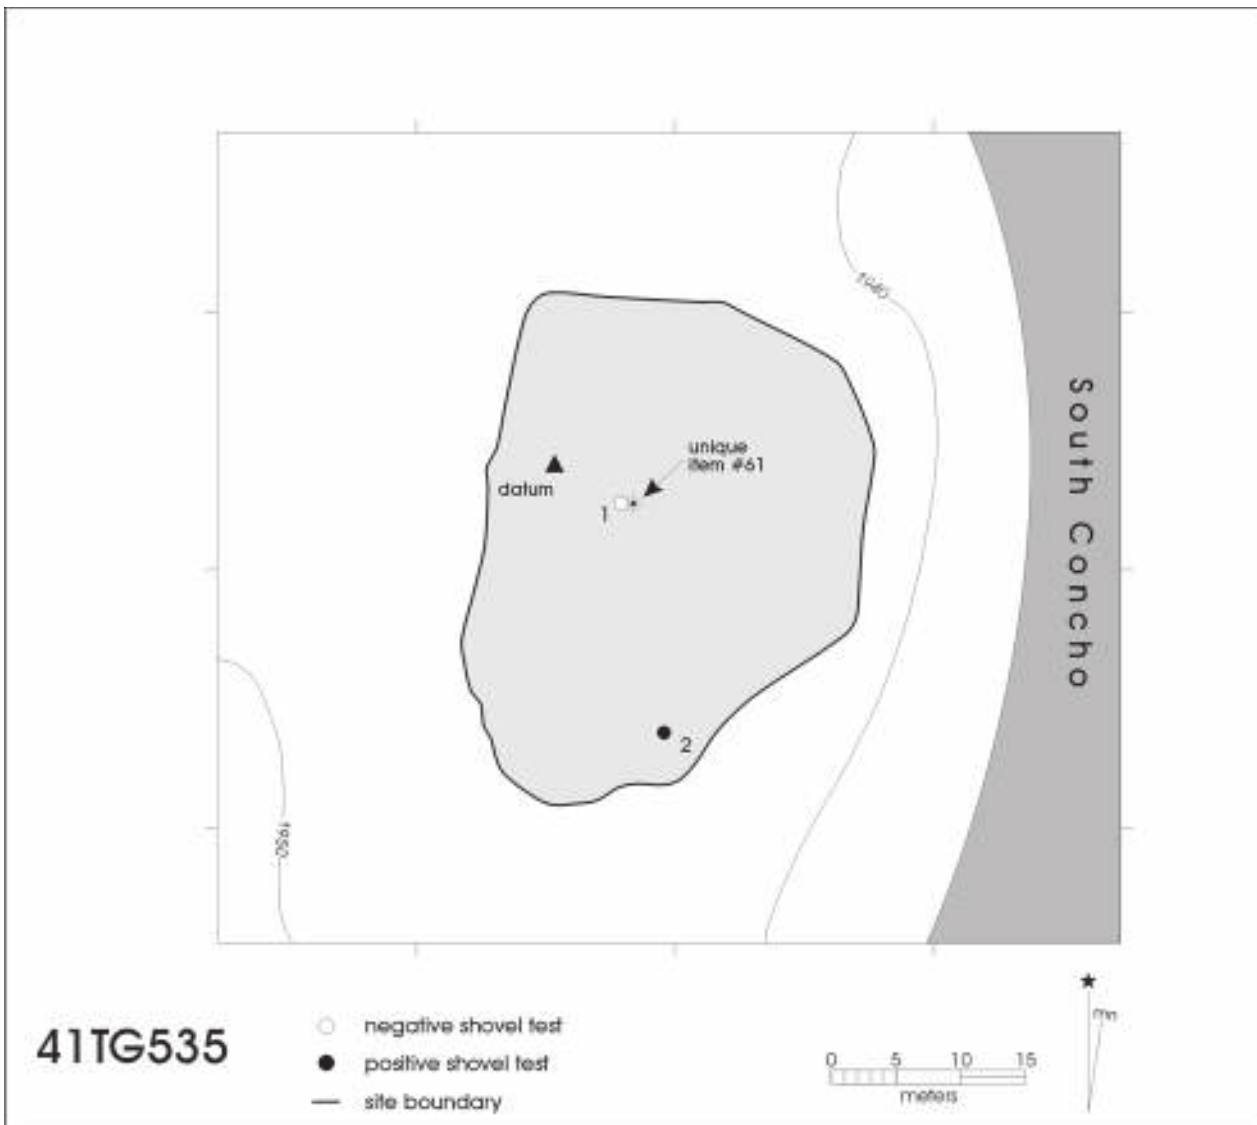 1940
South Concho
unique
item #61
datum
1
2
1950
mn
41TG535
negative shovel test
positive shovel test
site boundary
0 5 10 15
meters